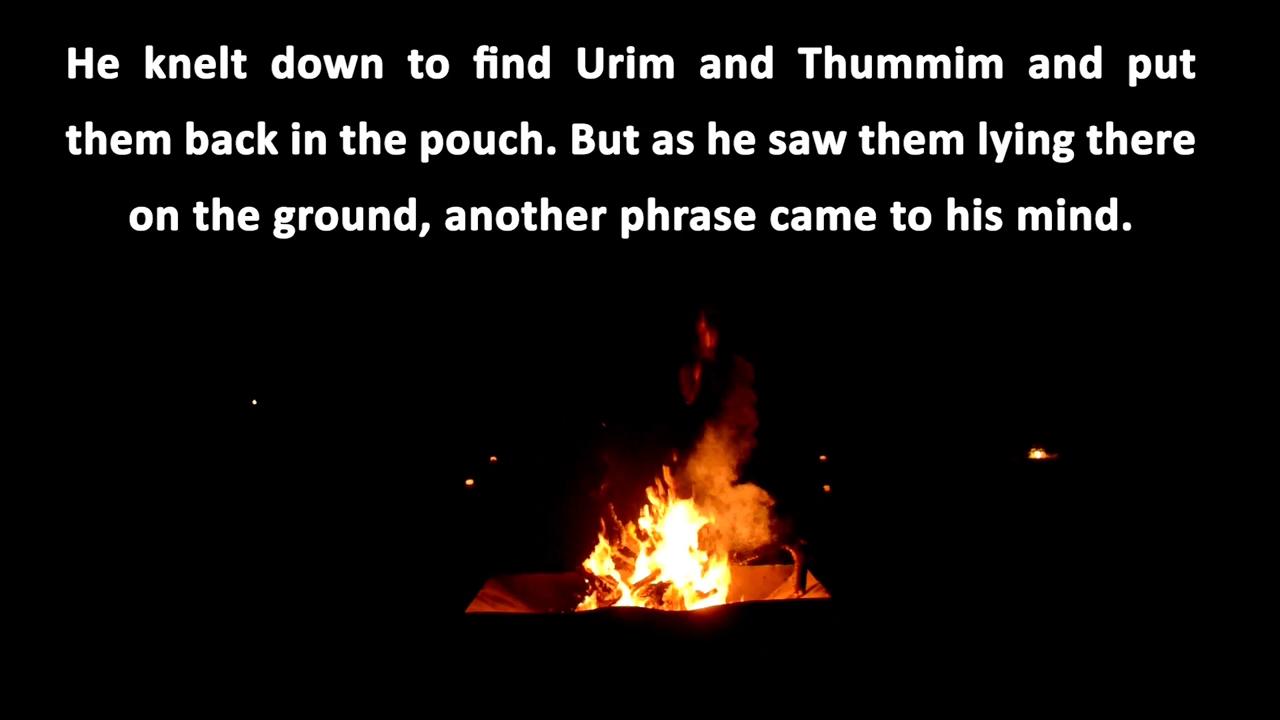 He knelt down to find Urim and Thummim and put
them back in the pouch. But as he saw them lying there
on the ground, another phrase came to his mind.